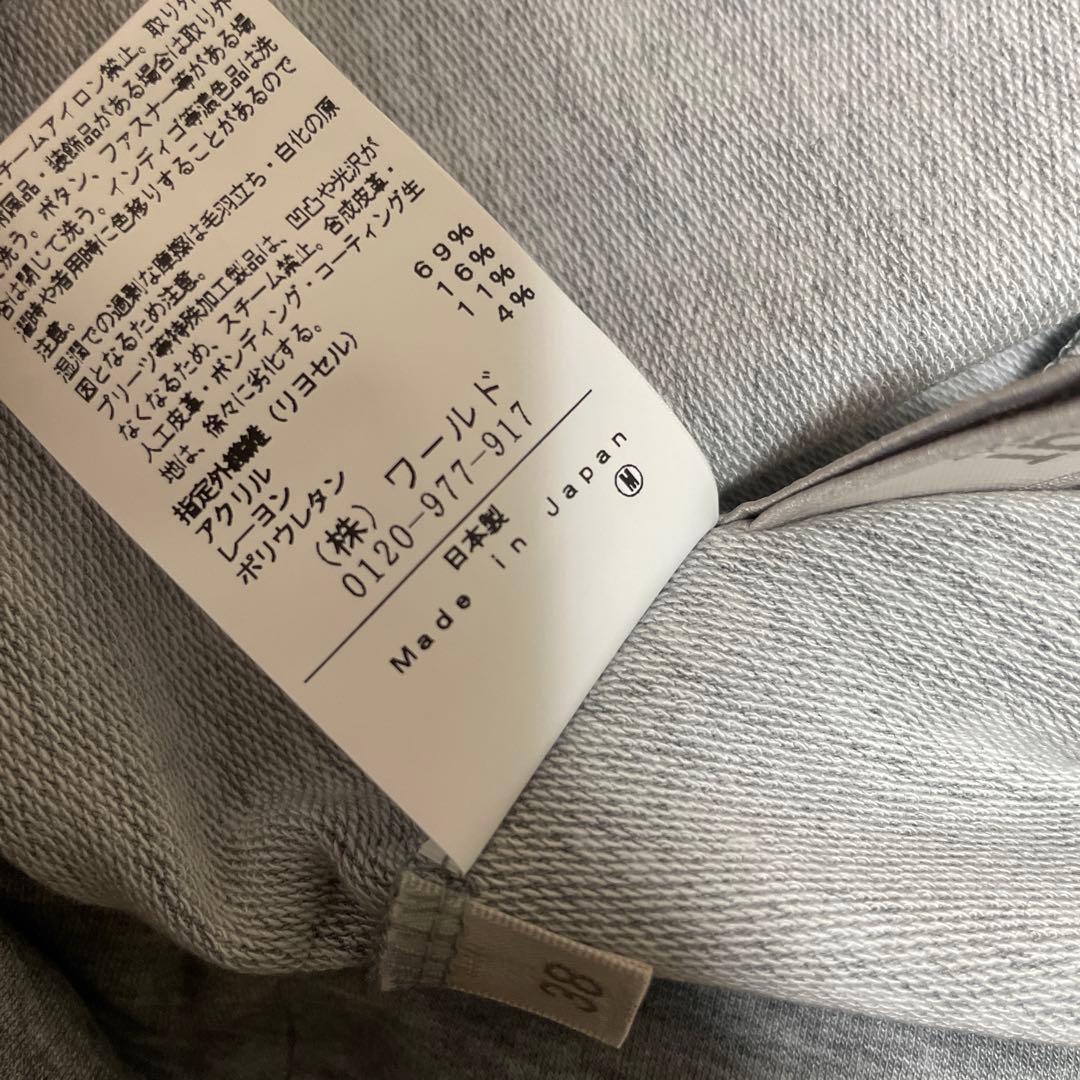 チームアイロン禁止。取り外
属品・装飾品がある場合は取り外
洗う。ボタン、ファスナー等がある場
合は閉じて洗う。インディゴ等濃色品は洗
濯時や着用時に色移りすることがあるので
注意。
湿潤での過剰な摩擦は毛羽立ち・白化の原
因となるため注意。
プリーツ等特殊加工製品は、凹凸や光沢が
なくなるため、スチーム禁止。合成皮革・
人工皮革・ボンディング・コーティング生
地は、徐々に劣化する。
指定外繊維（リヨセル） 69%
アクリル 16%
レーヨン 11%
ポリウレタン 4%
（株）ワールド
0120-977-917
日本製
Made in Japan
M
38